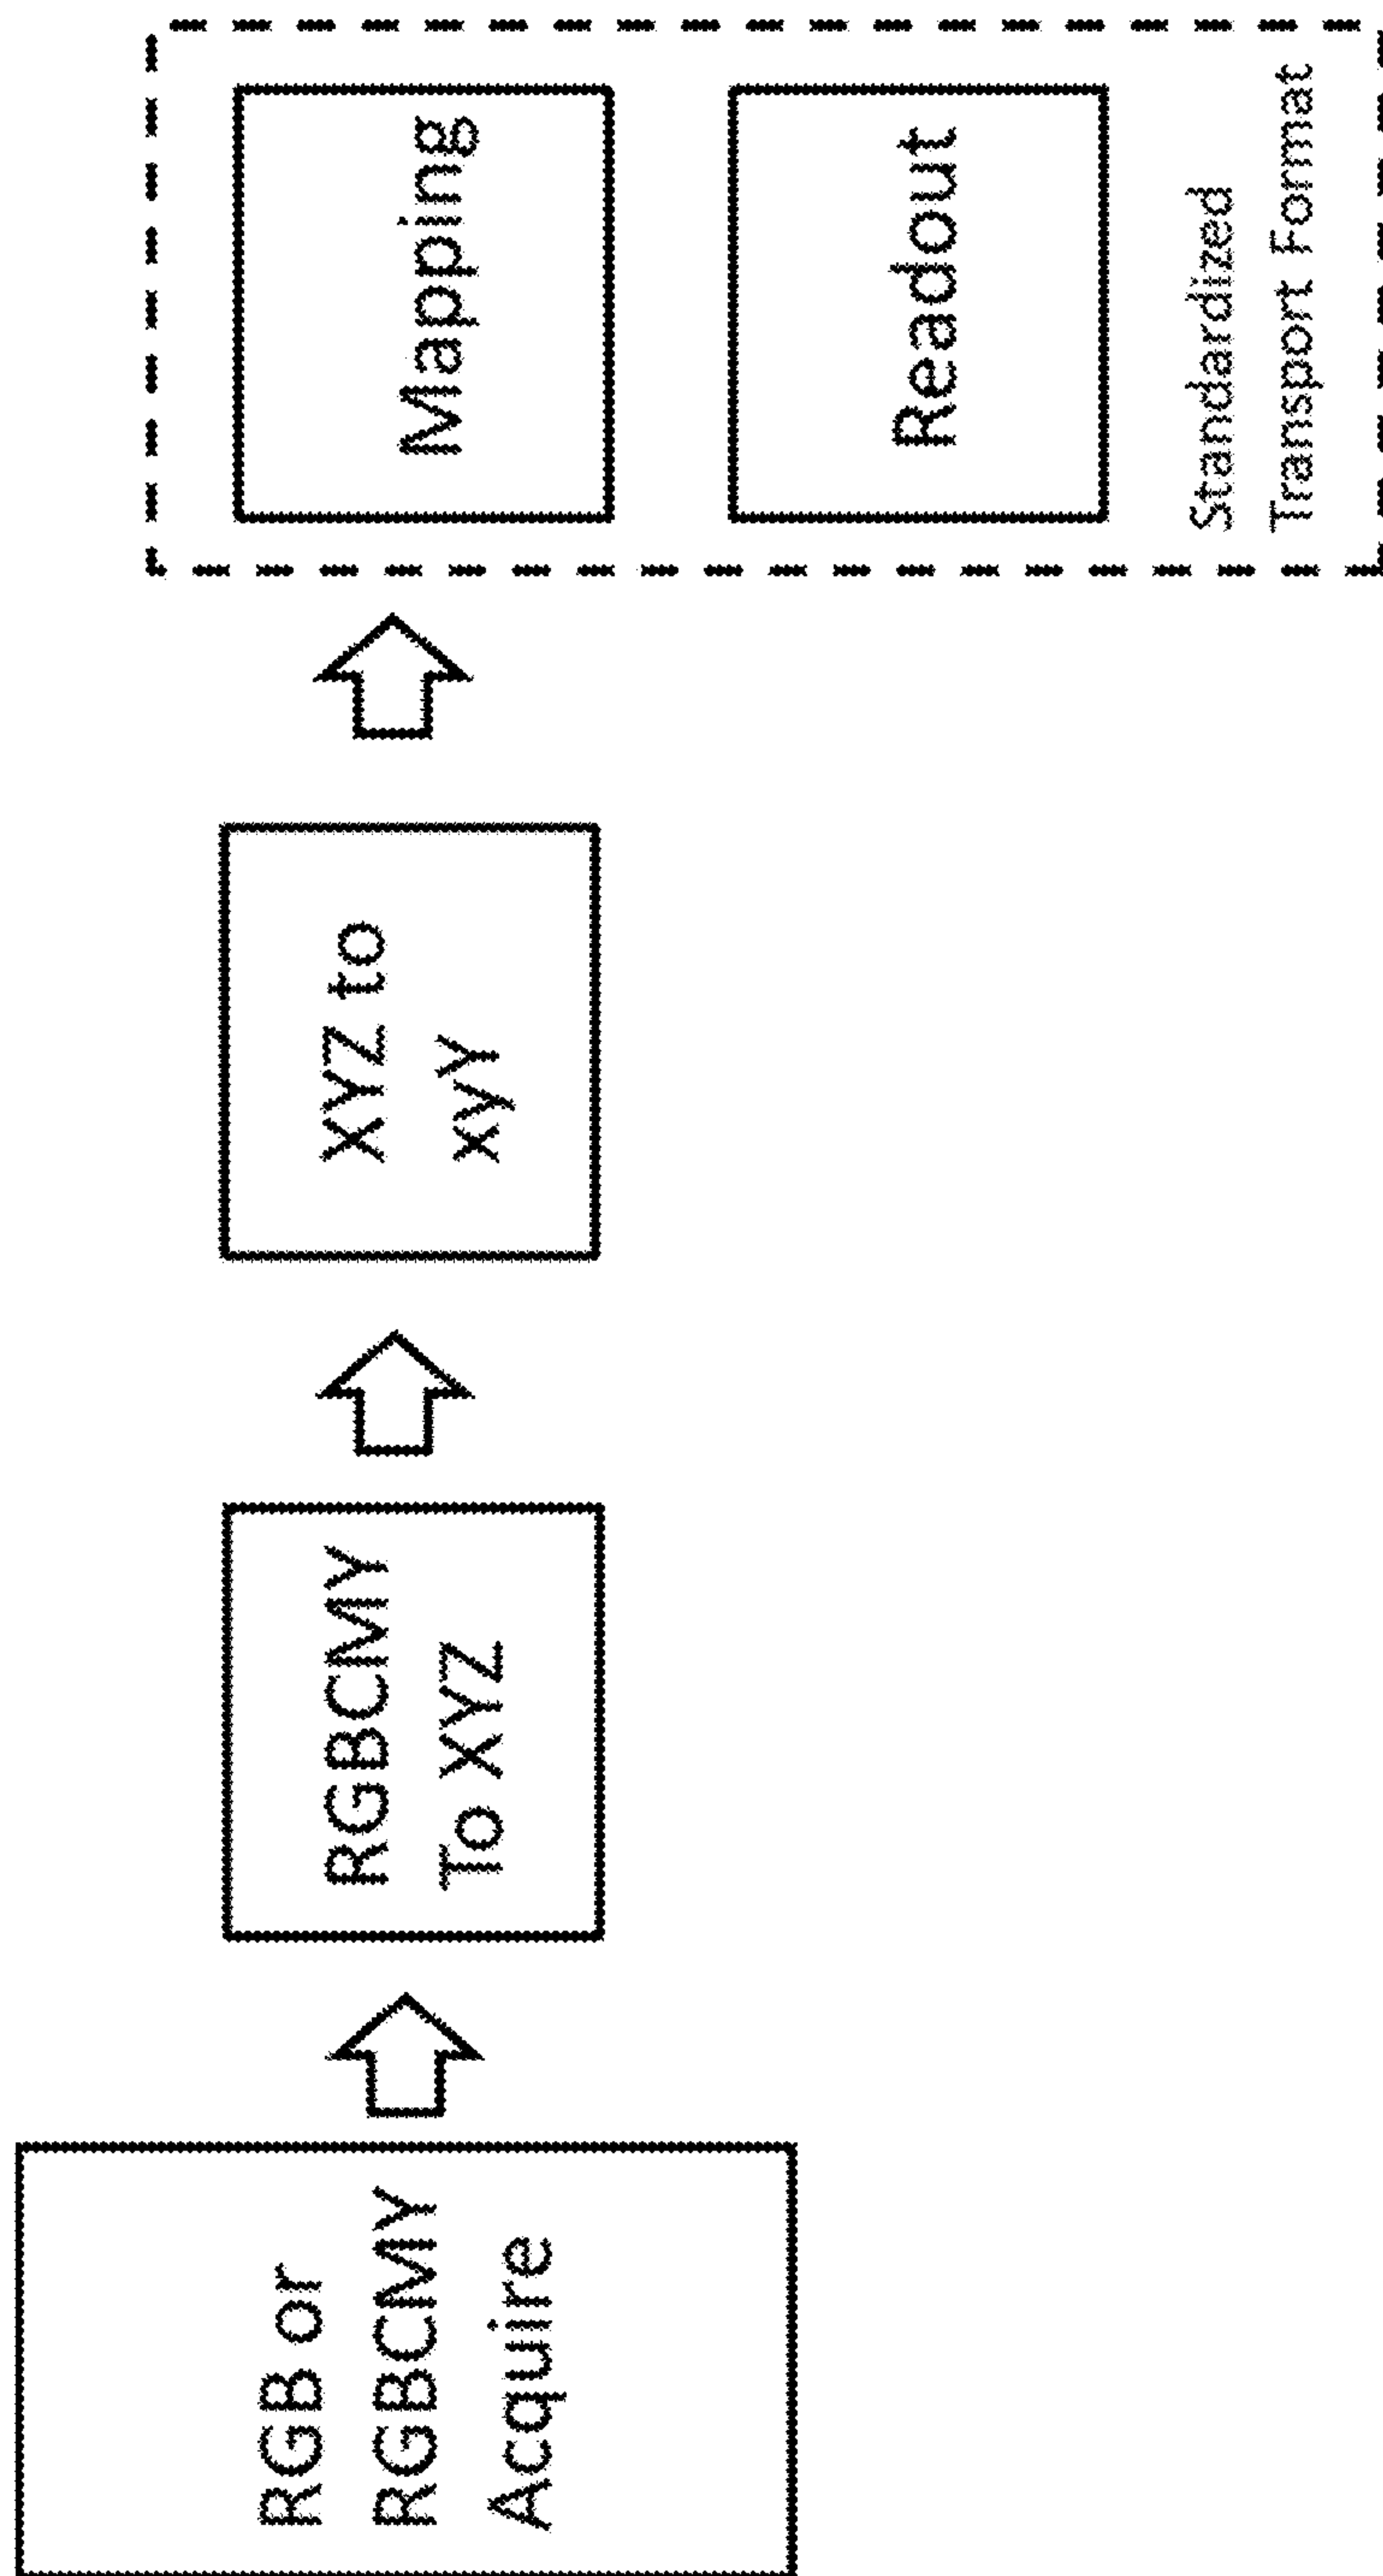 RGB or
RGBCMY
Acquire
RGBCMY
To XYZ
XYZ to
xyY
Mapping
Readout
Standardized
Transport Format